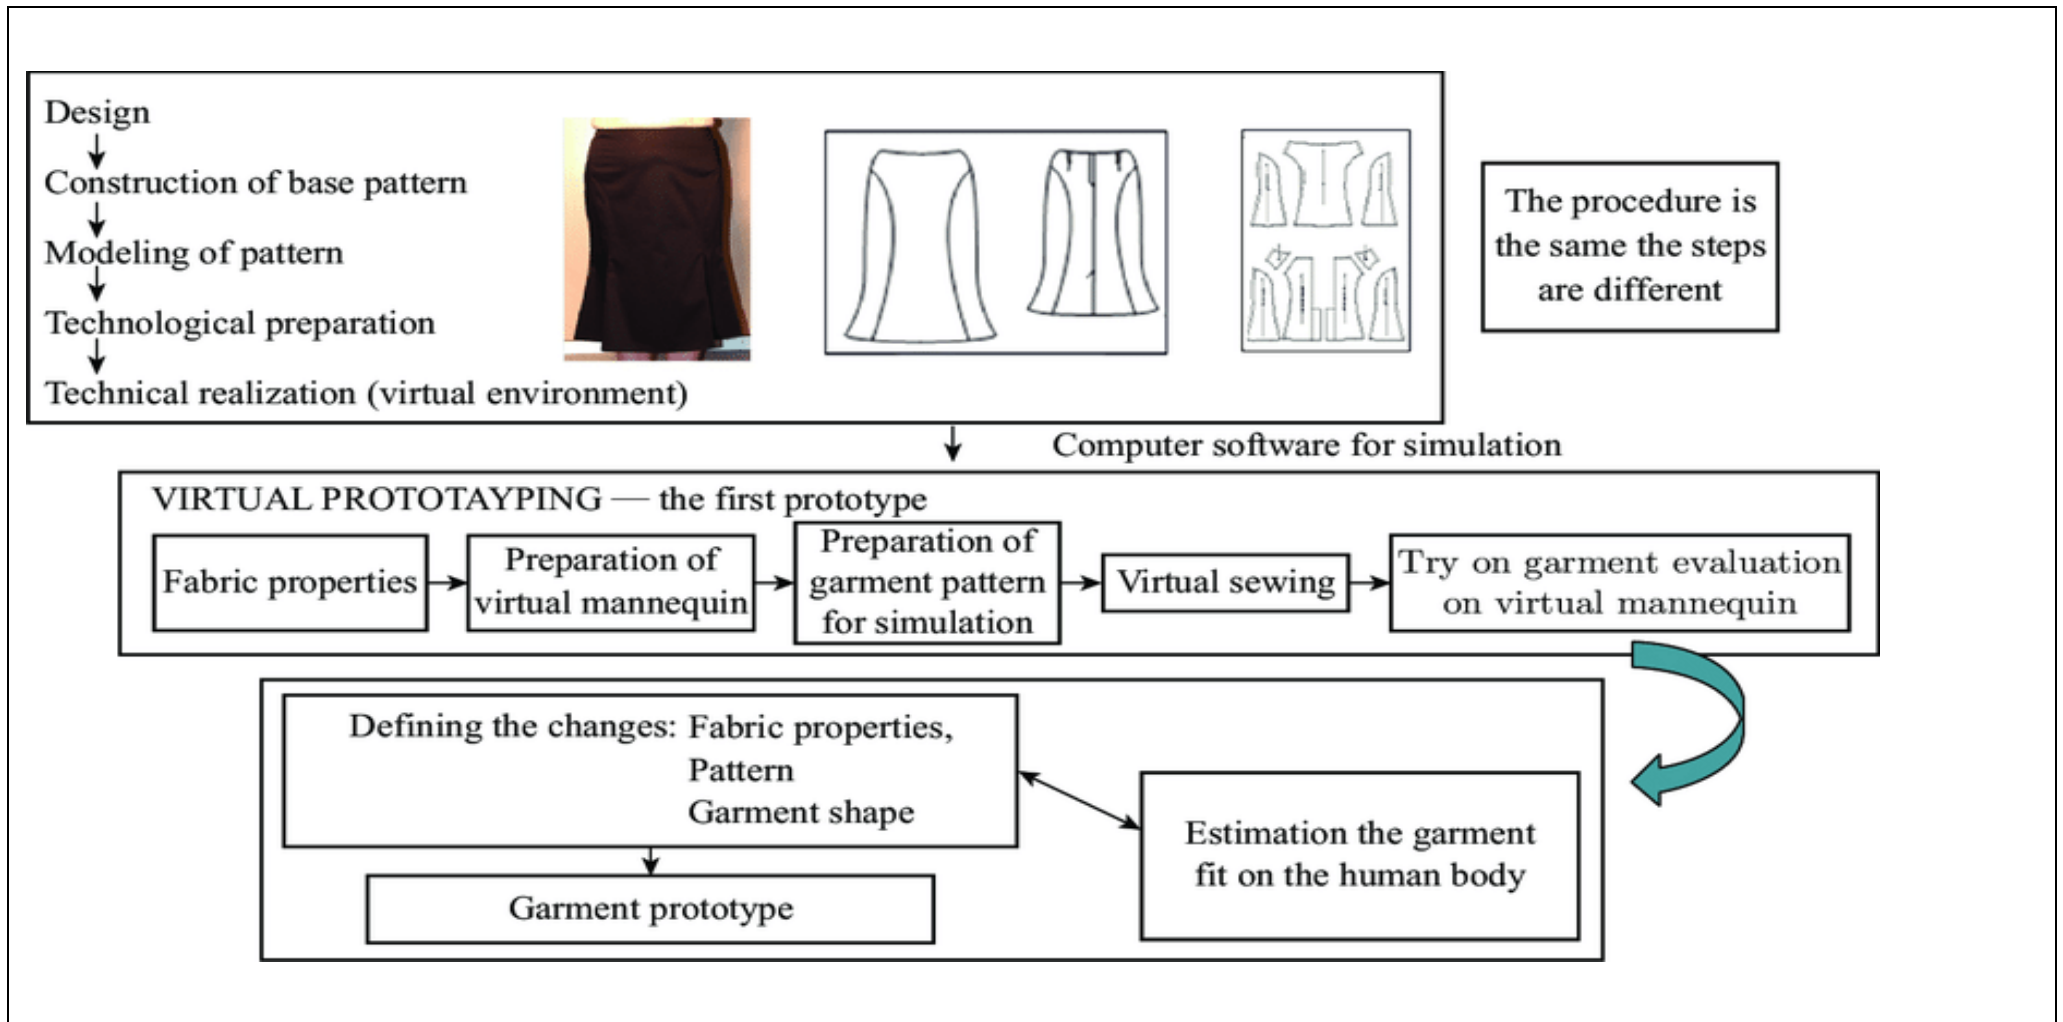 Design
Construction of base pattern
Modeling of pattern
Technological preparation
Technical realization (virtual environment)
The procedure is
the same the steps
are different
Computer software for simulation
VIRTUAL PROTOTAYPING — the first prototype
Fabric properties
Preparation of
virtual mannequin
Preparation of
garment pattern
for simulation
Virtual sewing
Try on garment evaluation
on virtual mannequin
Defining the changes: Fabric properties,
Pattern
Garment shape
Estimation the garment
fit on the human body
Garment prototype